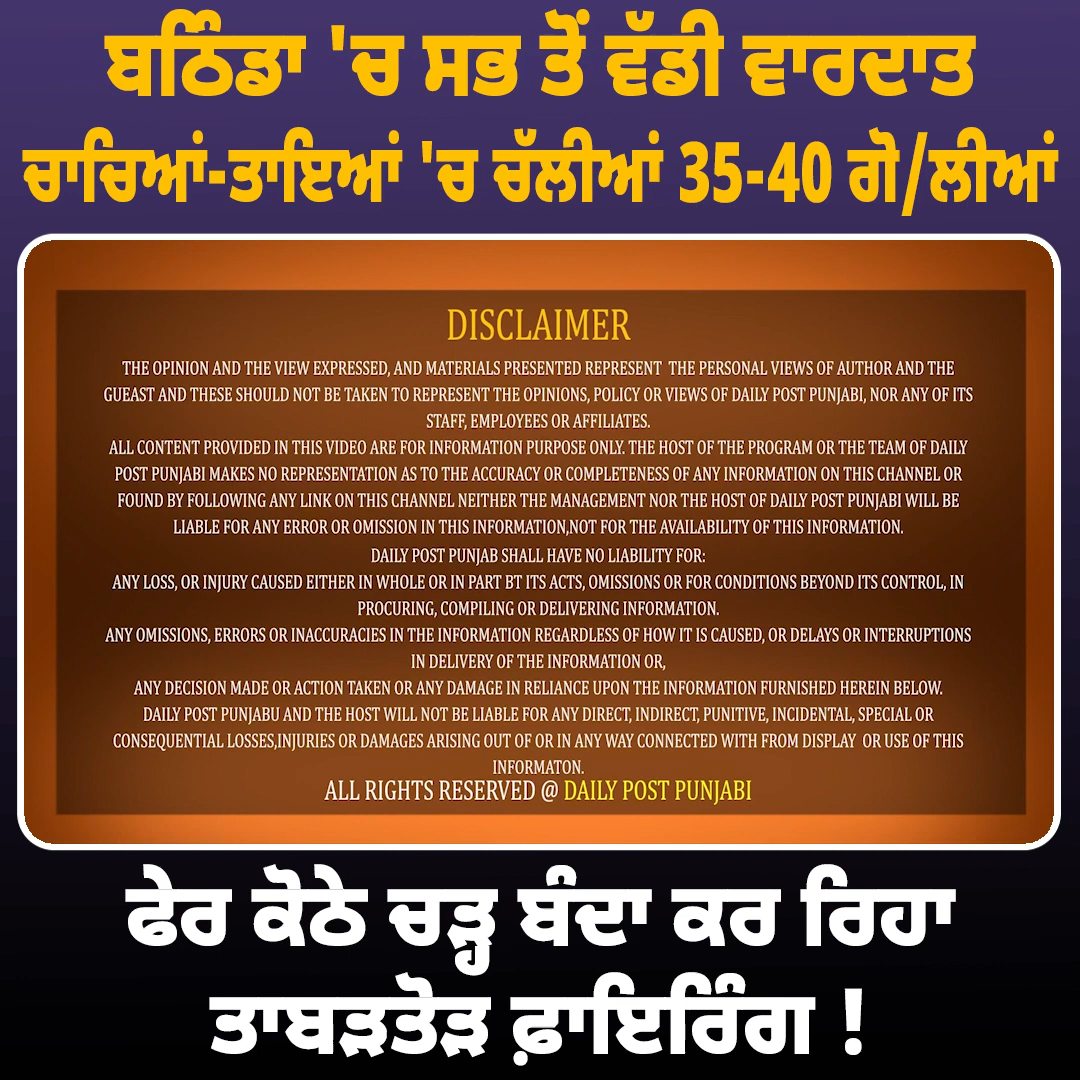 ਬਠਿੰਡਾ 'ਚ ਸਭ ਤੋਂ ਵੱਡੀ ਵਾਰਦਾਤ
ਚਾਚਿਆਂ-ਤਾਇਆਂ 'ਚ ਚੱਲੀਆਂ 35-40 ਗੋ/ਲੀਆਂ
DISCLAIMER
THE OPINION AND THE VIEW EXPRESSED, AND MATERIALS PRESENTED REPRESENT THE PERSONAL VIEWS OF AUTHOR AND THE
GUEAST AND THESE SHOULD NOT BE TAKEN TO REPRESENT THE OPINIONS, POLICY OR VIEWS OF DAILY POST PUNJABI, NOR ANY OF ITS
STAFF, EMPLOYEES OR AFFILIATES.
ALL CONTENT PROVIDED IN THIS VIDEO ARE FOR INFORMATION PURPOSE ONLY. THE HOST OF THE PROGRAM OR THE TEAM OF DAILY
POST PUNJABI MAKES NO REPRESENTATION AS TO THE ACCURACY OR COMPLETENESS OF ANY INFORMATION ON THIS CHANNEL OR
FOUND BY FOLLOWING ANY LINK ON THIS CHANNEL NEITHER THE MANAGEMENT NOR THE HOST OF DAILY POST PUNJABI WILL BE
LIABLE FOR ANY ERROR OR OMISSION IN THIS INFORMATION,NOT FOR THE AVAILABILITY OF THIS INFORMATION.
DAILY POST PUNJAB SHALL HAVE NO LIABILITY FOR:
ANY LOSS, OR INJURY CAUSED EITHER IN WHOLE OR IN PART BT ITS ACTS, OMISSIONS OR FOR CONDITIONS BEYOND ITS CONTROL, IN
PROCURING, COMPILING OR DELIVERING INFORMATION.
ANY OMISSIONS, ERRORS OR INACCURACIES IN THE INFORMATION REGARDLESS OF HOW IT IS CAUSED, OR DELAYS OR INTERRUPTIONS
IN DELIVERY OF THE INFORMATION OR,
ANY DECISION MADE OR ACTION TAKEN OR ANY DAMAGE IN RELIANCE UPON THE INFORMATION FURNISHED HEREIN BELOW.
DAILY POST PUNJABU AND THE HOST WILL NOT BE LIABLE FOR ANY DIRECT, INDIRECT, PUNITIVE, INCIDENTAL, SPECIAL OR
CONSEQUENTIAL LOSSES,INJURIES OR DAMAGES ARISING OUT OF OR IN ANY WAY CONNECTED WITH FROM DISPLAY OR USE OF THIS
INFORMATON.
ALL RIGHTS RESERVED @ DAILY POST PUNJABI
ਫੇਰ ਕੋਠੇ ਚੜ੍ਹ ਬੰਦਾ ਕਰ ਰਿਹਾ
ਤਾਬੜਤੋੜ ਫ਼ਾਇਰਿੰਗ !